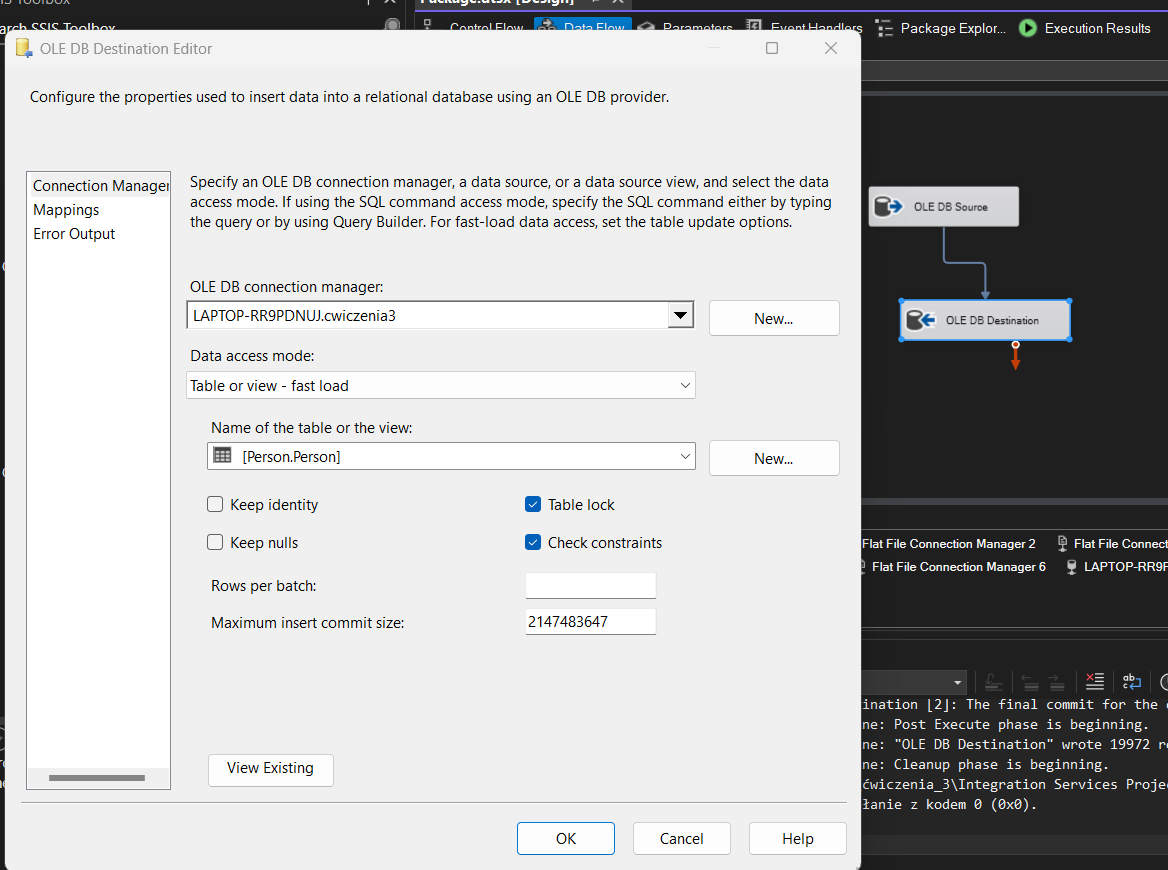 Package.dtsx [Design]
SSIS Toolbox
Control Flow
Data Flow
Parameters
Event Handlers
Package Explor...
Execution Results
OLE DB Destination Editor
Configure the properties used to insert data into a relational database using an OLE DB provider.
Connection Manager
Mappings
Error Output
Specify an OLE DB connection manager, a data source, or a data source view, and select the data
access mode. If using the SQL command access mode, specify the SQL command either by typing
the query or by using Query Builder. For fast-load data access, set the table update options.
OLE DB connection manager:
LAPTOP-RR9PDNUJ.cwiczenia3
New...
Data access mode:
Table or view - fast load
Name of the table or the view:
[Person.Person]
New...
Keep identity
Table lock
Keep nulls
Check constraints
Rows per batch:
Maximum insert commit size:
2147483647
View Existing
OK
Cancel
Help
OLE DB Source
OLE DB Destination
Flat File Connection Manager 2
Flat File Connect
Flat File Connection Manager 6
LAPTOP-RR9P
ination [2]: The final commit for the
ne: Post Execute phase is beginning.
ne: "OLE DB Destination" wrote 19972 r
ne: Cleanup phase is beginning.
ćwiczenia_3\Integration Services Proje
łanie z kodem 0 (0x0).